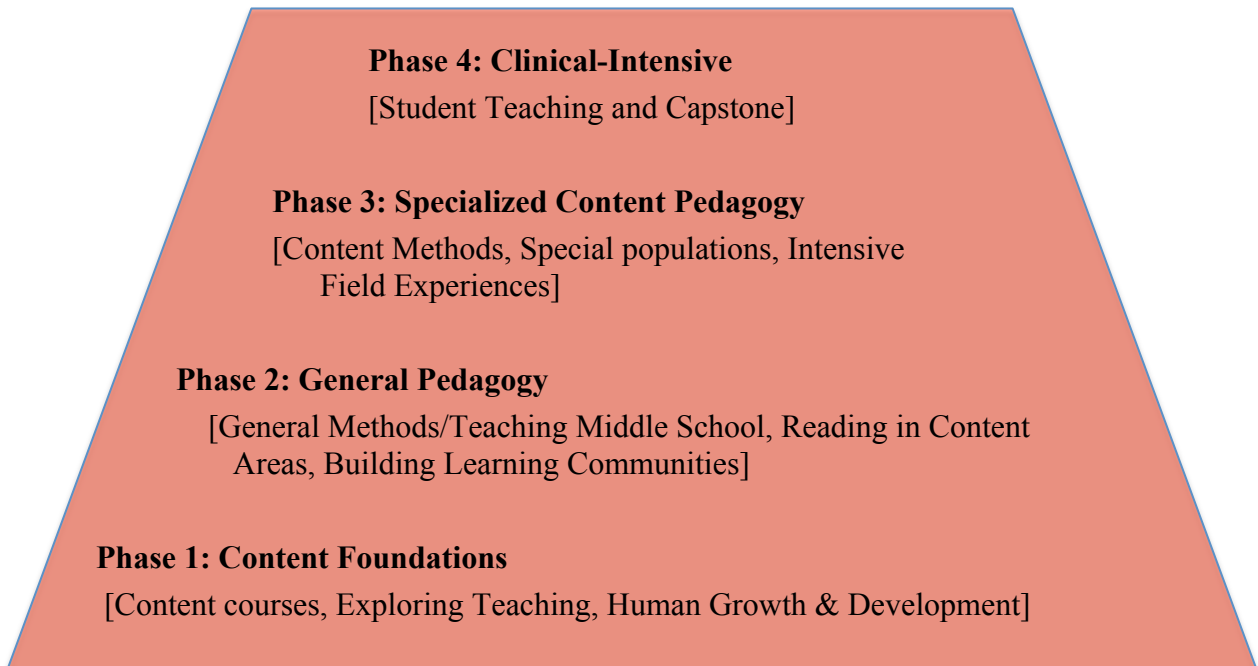 Phase 4: Clinical-Intensive
[Student Teaching and Capstone]
Phase 3: Specialized Content Pedagogy
[Content Methods, Special populations, Intensive
Field Experiences]
Phase 2: General Pedagogy
[General Methods/Teaching Middle School, Reading in Content
Areas, Building Learning Communities]
Phase 1: Content Foundations
[Content courses, Exploring Teaching, Human Growth & Development]